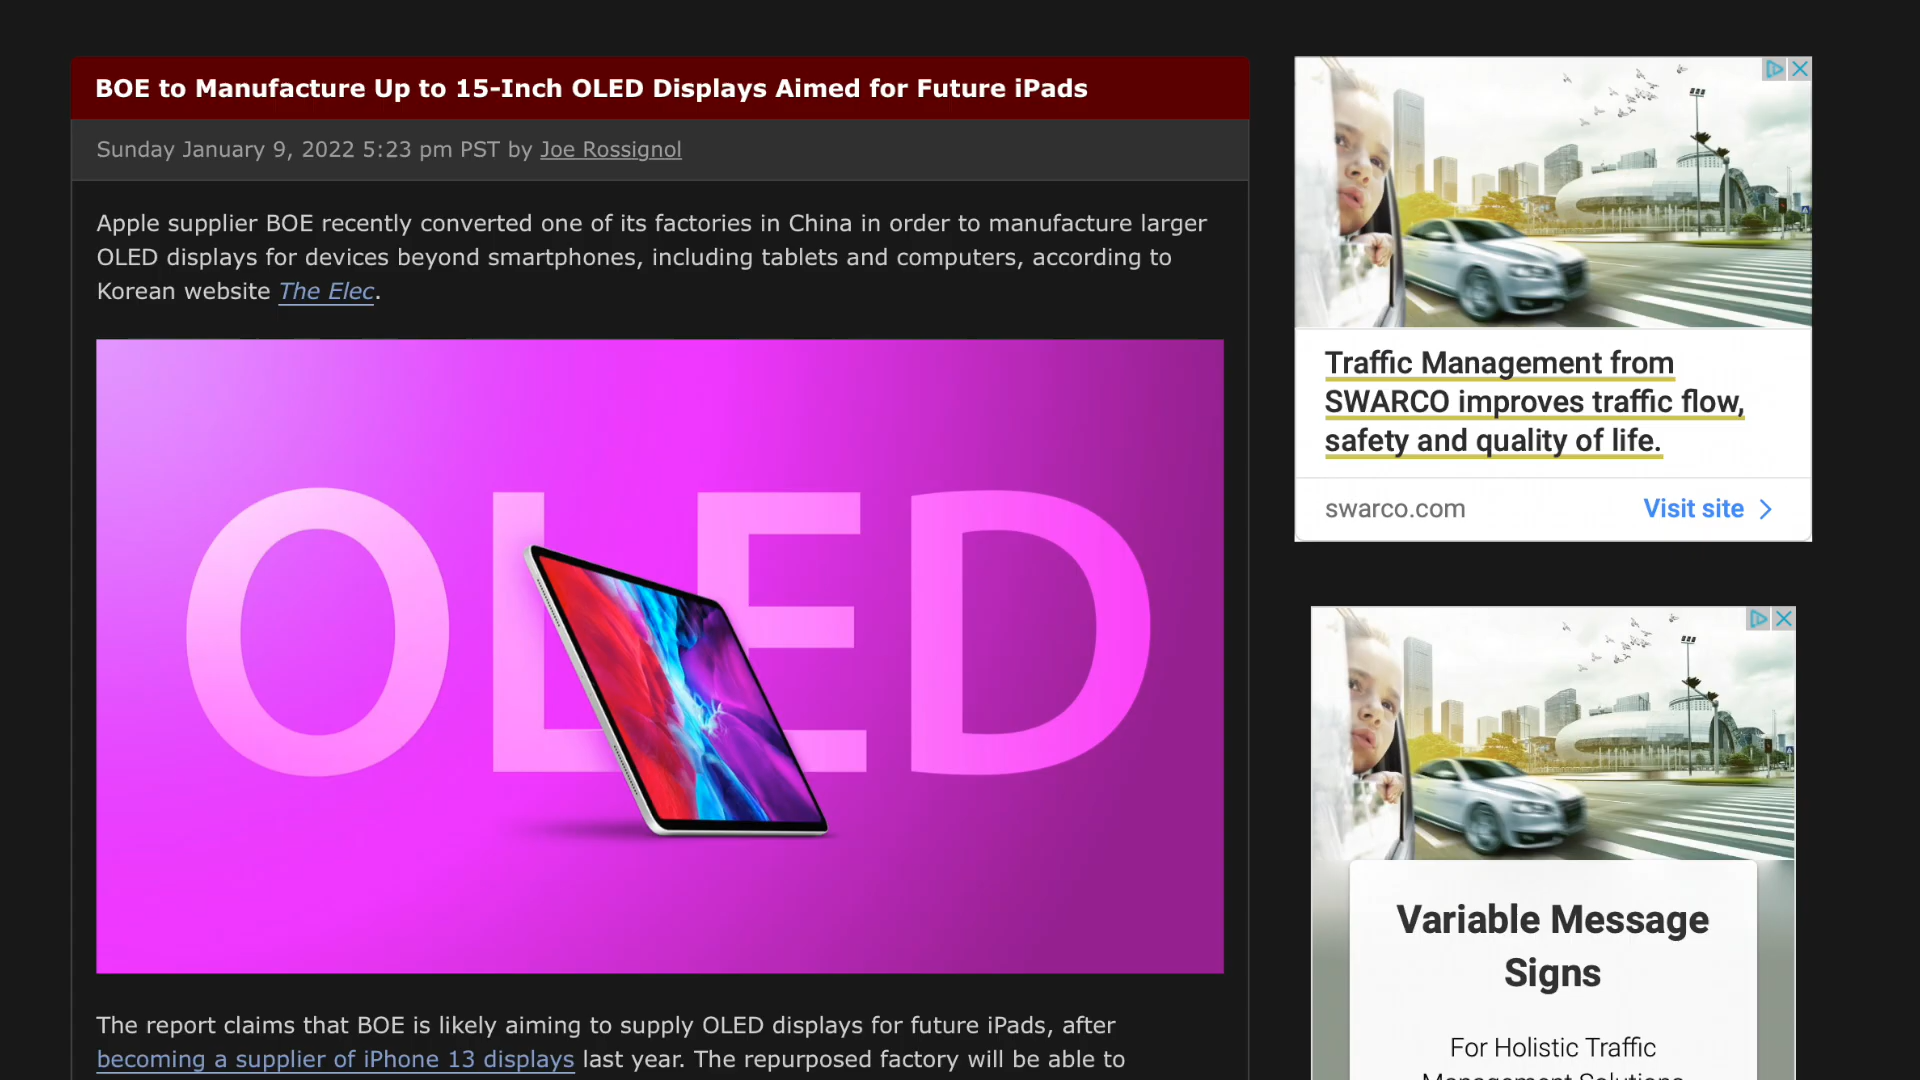 BOE to Manufacture Up to 15-Inch OLED Displays Aimed for Future iPads
Sunday January 9, 2022 5:23 pm PST by Joe Rossignol
Apple supplier BOE recently converted one of its factories in China in order to manufacture larger
OLED displays for devices beyond smartphones, including tablets and computers, according to
Korean website The Elec.
OLED
The report claims that BOE is likely aiming to supply OLED displays for future iPads, after
becoming a supplier of iPhone 13 displays last year. The repurposed factory will be able to
Traffic Management from
SWARCO improves traffic flow,
safety and quality of life.
swarco.com
Visit site
Variable Message
Signs
For Holistic Traffic
Management Solutions